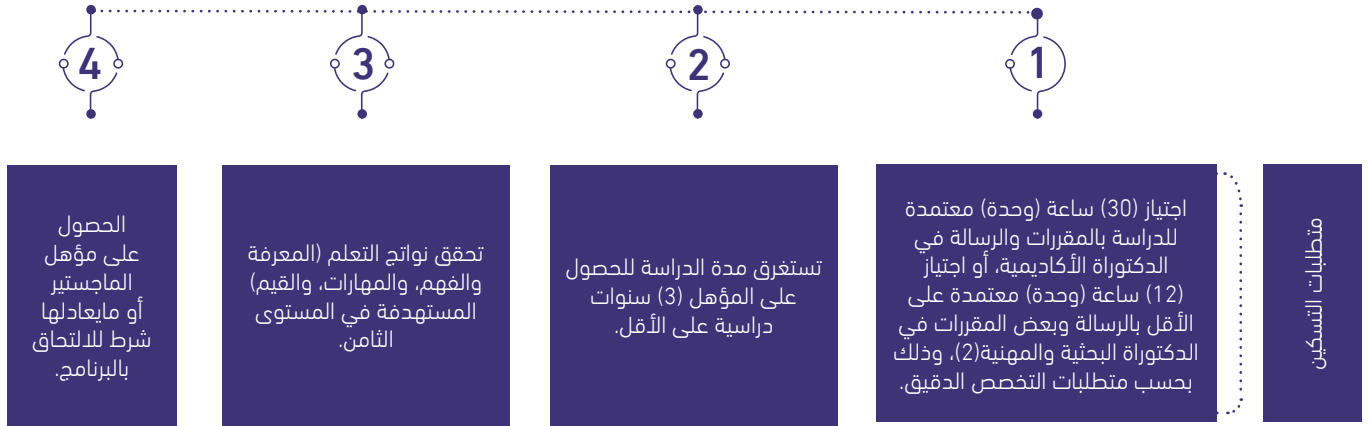 متطلبات التسكين
1
اجتياز (30) ساعة (وحدة) معتمدة
للدراسة بالمقررات والرسالة في
الدكتوراة الأكاديمية، أو اجتياز
(12) ساعة (وحدة) معتمدة على
الأقل بالرسالة وبعض المقررات في
الدكتوراة البحثية والمهنية(2)، وذلك
بحسب متطلبات التخصص الدقيق.
2
تستغرق مدة الدراسة للحصول
على المؤهل (3) سنوات
دراسية على الأقل.
3
تحقق نواتج التعلم (المعرفة
والفهم، والمهارات، والقيم)
المستهدفة في المستوى
الثامن.
4
الحصول
على مؤهل
الماجستير
أو مايعادلها
شرط للالتحاق
بالبرنامج.